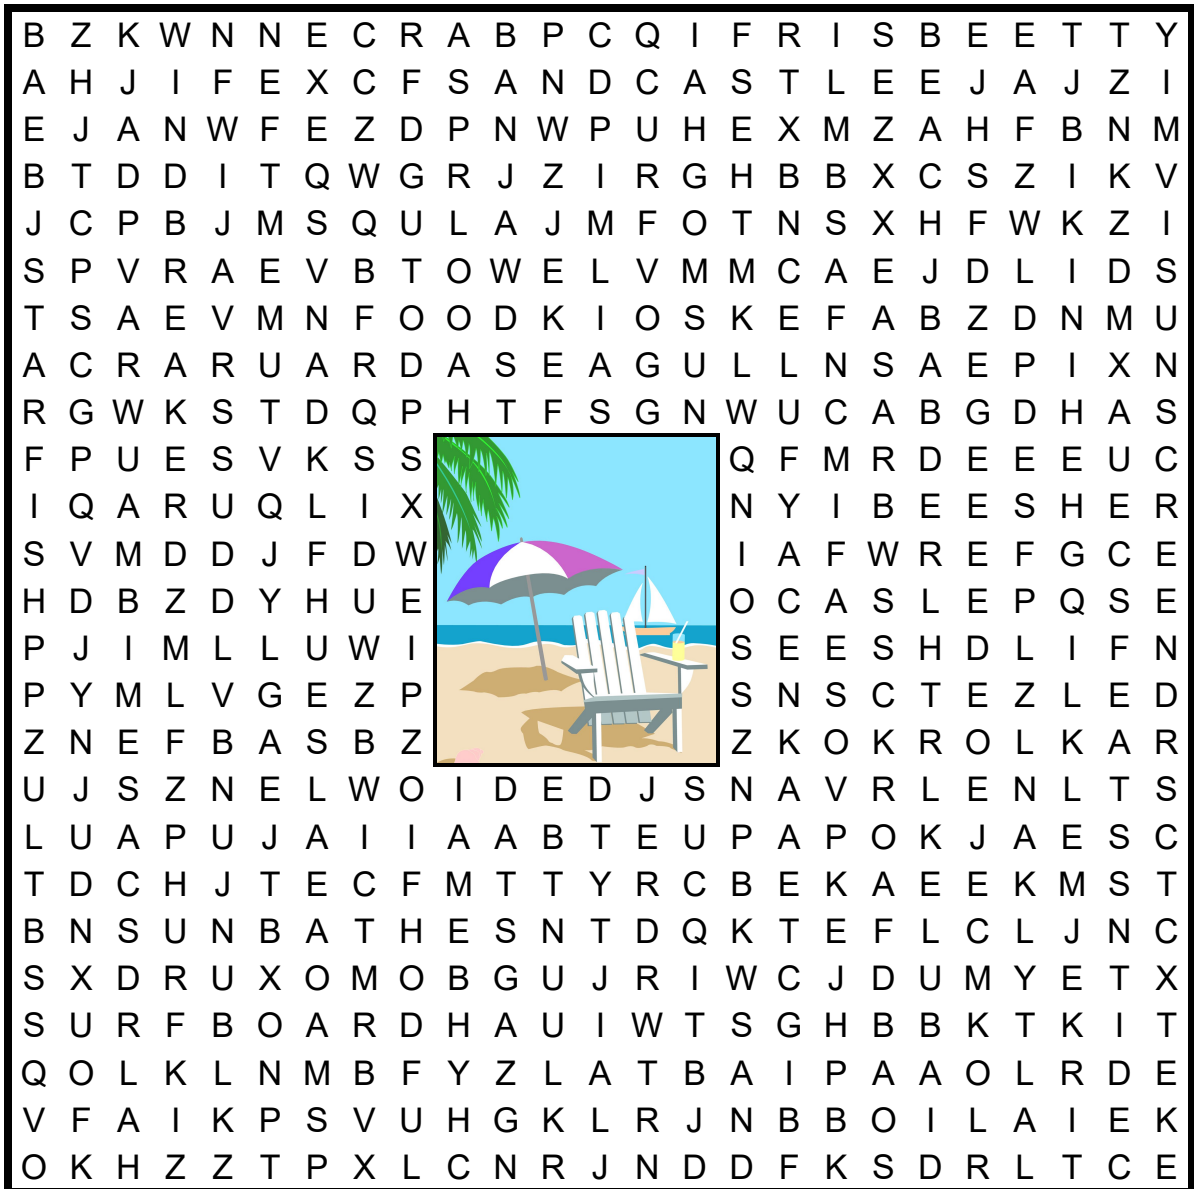 B Z K W N N E C R A B P C Q I F R I S B E E T T Y
A H J I F E X C F S A N D C A S T L E E J A J Z I
E J A N W F E Z D P N W P U H E X M Z A H F B N M
B T D D I T Q W G R J Z I R G H B B X C S Z I K V
J C P B J M S Q U L A J M F O T N S X H F W K Z I
S P V R A E V B T O W E L V M M C A E J D L I D S
T S A E V M N F O O D K I O S K E F A B Z D N M U
A C R A R U A R D A S E A G U L L N S A E P I X N
R G W K S T D Q P H T F S G N W U C A B G D H A S
F P U E S V K S S Q F M R D E E E U C
I Q A R U Q L I X N Y I B E E S H E R
S V M D D J F D W I A F W R E F G C E
H D B Z D Y H U E O C A S L E P Q S E
P J I M L L U W I S E E S H D L I F N
P Y M L V G E Z P S N S C T E Z L E D
Z N E F B A S B Z Z K O K R O L K A R
U J S Z N E L W O I D E D J S N A V R L E N L T S
L U A P U J A I I A A B T E U P A P O K J A E S C
T D C H J T E C F M T T Y R C B E K A E E K M S T
B N S U N B A T H E S N T D Q K T E F L C L J N C
S X D R U X O M O B G U J R I W C J D U M Y E T X
S U R F B O A R D H A U I W T S G H B B K T K I T
Q O L K L N M B F Y Z L A T B A I P A A O L R D E
V F A I K P S V U H G K L R J N B B O I L A I E K
O K H Z Z T P X L C N R J N D D F K S D R L T C E